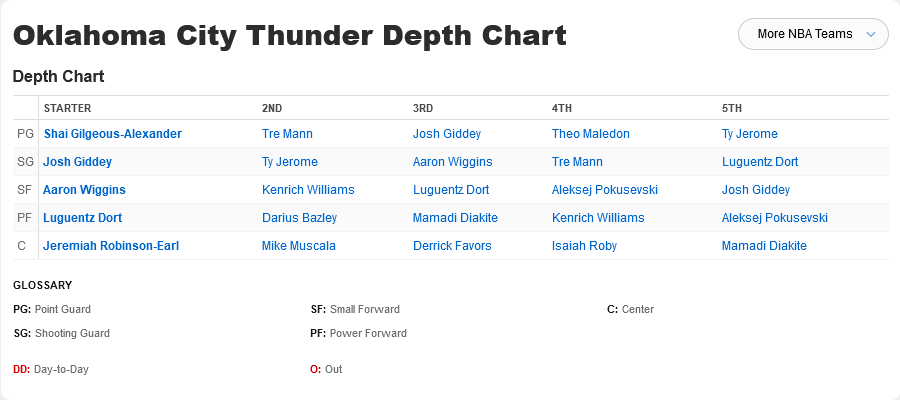 Oklahoma City Thunder Depth Chart
More NBA Teams
Depth Chart
STARTER 2ND 3RD 4TH 5TH
PG Shai Gilgeous-Alexander Tre Mann Josh Giddey Theo Maledon Ty Jerome
SG Josh Giddey Ty Jerome Aaron Wiggins Tre Mann Luguentz Dort
SF Aaron Wiggins Kenrich Williams Luguentz Dort Aleksej Pokusevski Josh Giddey
PF Luguentz Dort Darius Bazley Mamadi Diakite Kenrich Williams Aleksej Pokusevski
C Jeremiah Robinson-Earl Mike Muscala Derrick Favors Isaiah Roby Mamadi Diakite
GLOSSARY
PG: Point Guard SF: Small Forward C: Center
SG: Shooting Guard PF: Power Forward
DD: Day-to-Day O: Out